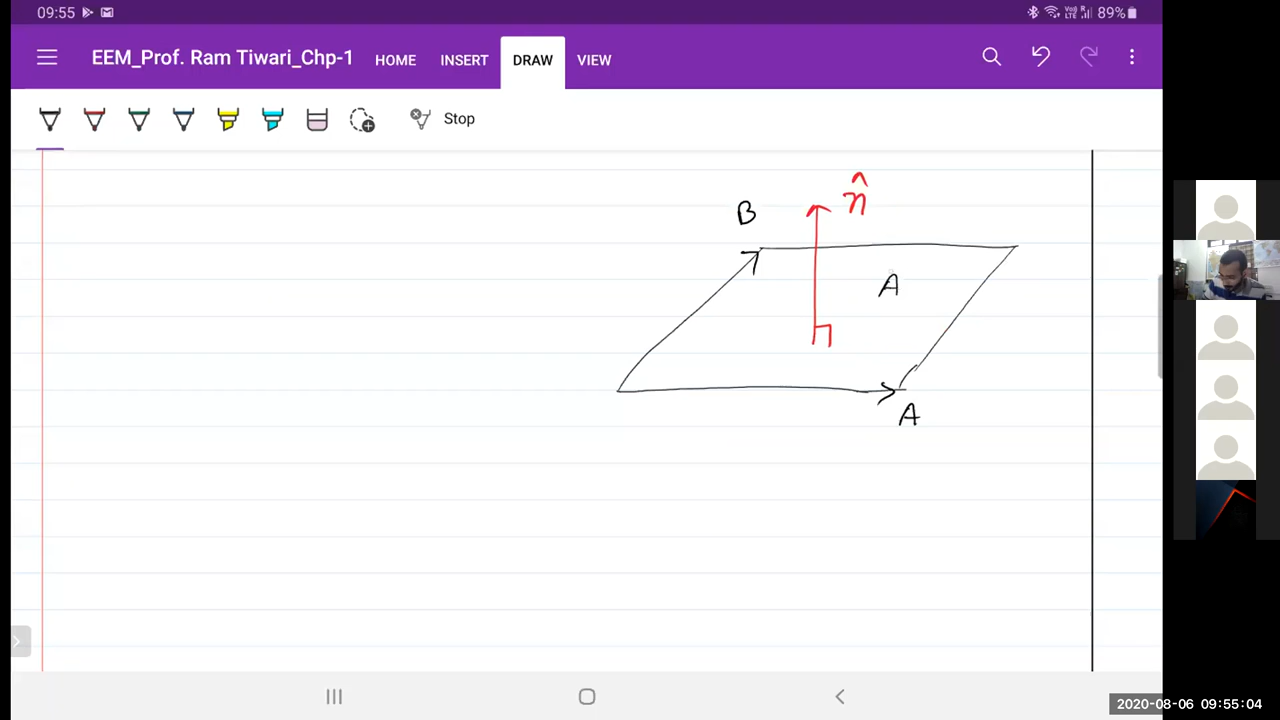 09:55 89%
EEM_Prof. Ram Tiwari_Chp-1 HOME INSERT DRAW VIEW
Stop
n̂
B
A
A
2020-08-06 09:55:04